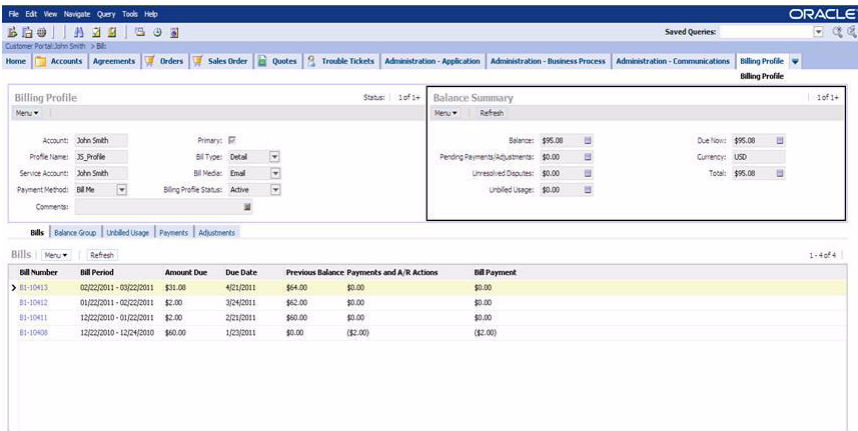 File Edit View Navigate Query Tools Help
ORACLE
Saved Queries:
Customer Portal:John Smith > Bill:
Home Accounts Agreements Orders Sales Order Quotes Trouble Tickets Administration - Application Administration - Business Process Administration - Communications Billing Profile
Billing Profile
Billing Profile Status: 1 of 1+
Menu
Account: John Smith Primary:
Profile Name: JS_Profile Bill Type: Detail
Service Account: John Smith Bill Media: Email
Payment Method: Bill Me Billing Profile Status: Active
Comments:
Balance Summary 1 of 1+
Menu Refresh
Balance: $95.08 Due Now: $95.08
Pending Payments/Adjustments: $0.00 Currency: USD
Unresolved Disputes: $0.00 Total: $95.08
Unbilled Usage: $0.00
Bills Balance Group Unbilled Usage Payments Adjustments
Bills Menu Refresh 1 - 4 of 4
Bill Number Bill Period Amount Due Due Date Previous Balance Payments and A/R Actions Bill Payment
B1-10413 02/22/2011 - 03/22/2011 $31.08 4/21/2011 $64.00 $0.00 $0.00
B1-10412 01/22/2011 - 02/22/2011 $2.00 3/24/2011 $62.00 $0.00 $0.00
B1-10411 12/22/2010 - 01/22/2011 $2.00 2/21/2011 $60.00 $0.00 $0.00
B1-10408 12/22/2010 - 12/24/2010 $60.00 1/23/2011 $0.00 ($2.00) ($2.00)